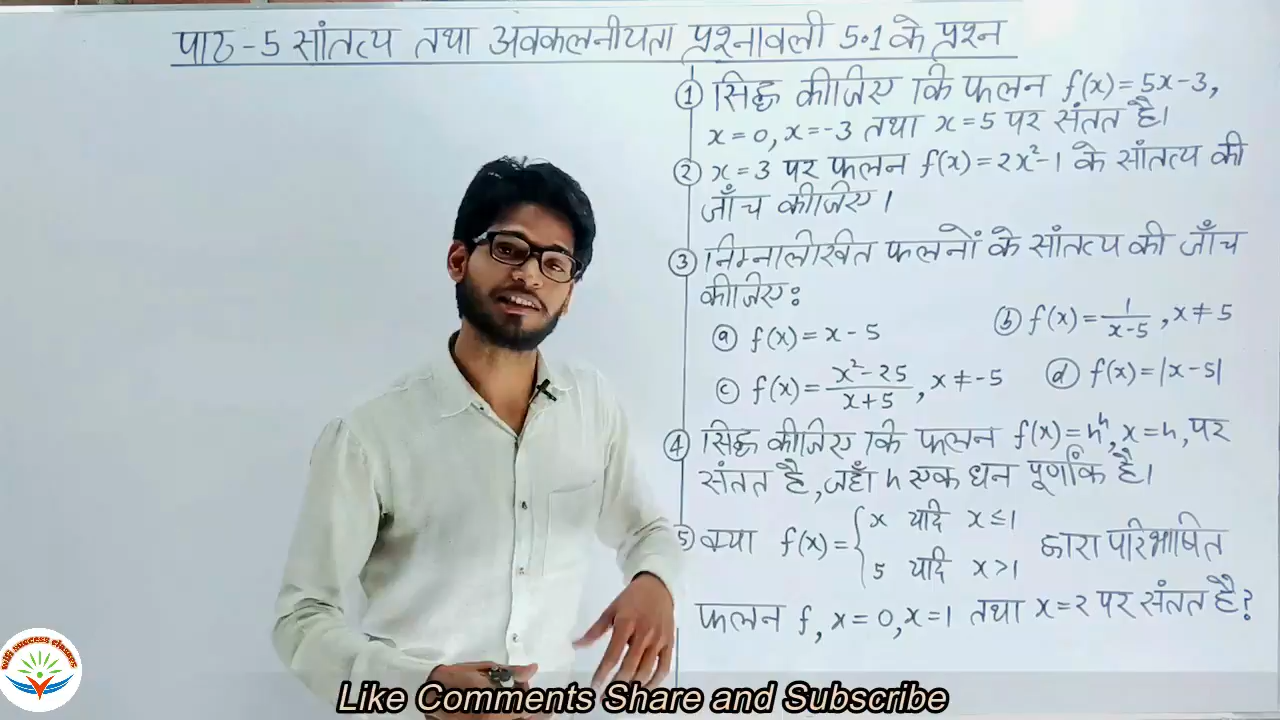 पाठ-5 सांतत्य तथा अवकलनीयता प्रश्नावली 5.1 के प्रश्न
① सिद्ध कीजिए कि फलन f(x) = 5x-3,
x = 0, x = -3 तथा x = 5 पर संतत है।
② x = 3 पर फलन f(x) = 2x²-1 के सांतत्य की
जाँच कीजिए।
③ निम्नलिखित फलनों के सांतत्य की जाँच
कीजिए:
ⓐ f(x) = x - 5 ⓑ f(x) = 1/(x-5), x ≠ 5
ⓒ f(x) = (x²-25)/(x+5), x ≠ -5 ⓓ f(x) = |x-5|
④ सिद्ध कीजिए कि फलन f(x) = nⁿ, x = n, पर
संतत है, जहाँ n एक धन पूर्णांक है।
⑤ क्या f(x) = { x यदि x ≤ 1
5 यदि x > 1 द्वारा परिभाषित
फलन f, x = 0, x = 1 तथा x = 2 पर संतत है?
success classes
Like Comments Share and Subscribe